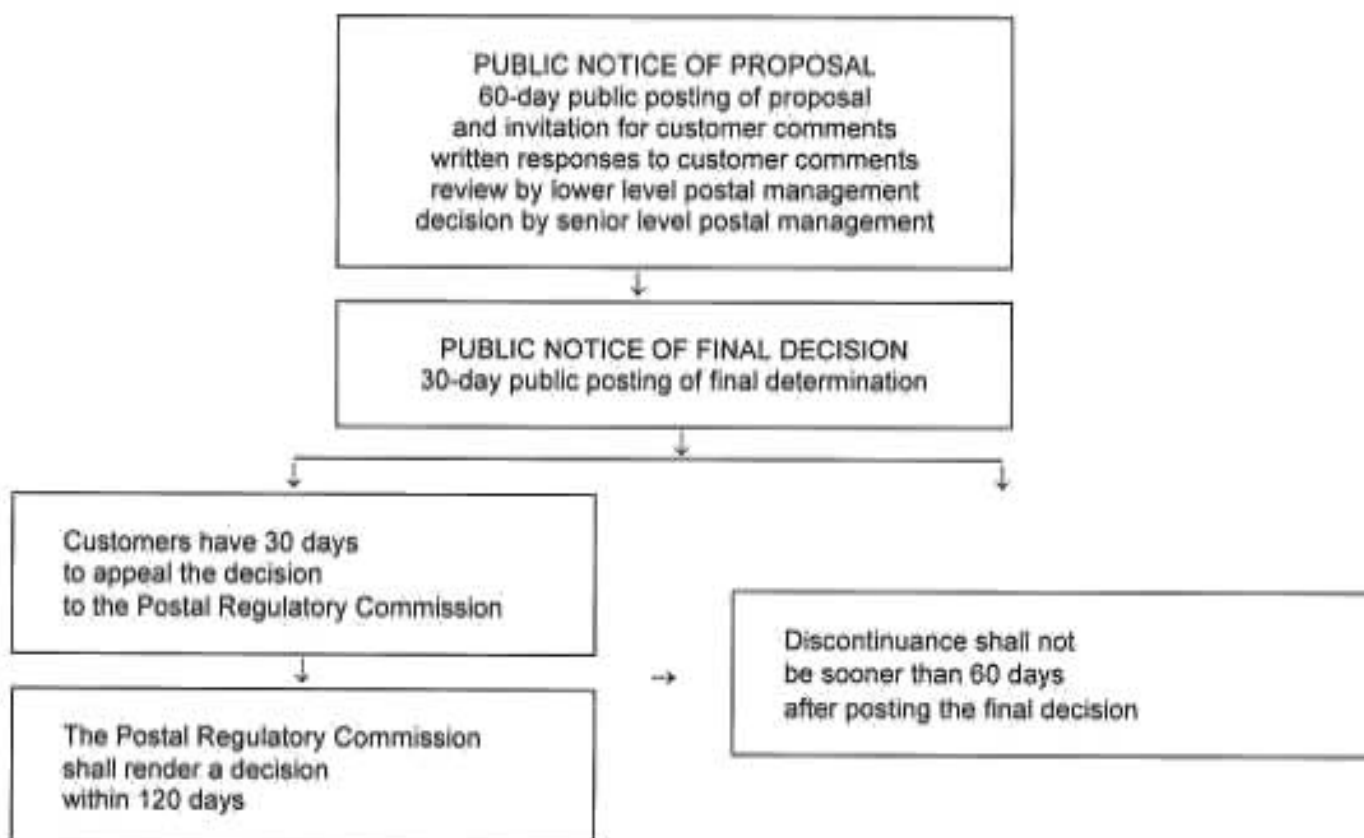 PUBLIC NOTICE OF PROPOSAL
60-day public posting of proposal
and invitation for customer comments
written responses to customer comments
review by lower level postal management
decision by senior level postal management
PUBLIC NOTICE OF FINAL DECISION
30-day public posting of final determination
Customers have 30 days
to appeal the decision
to the Postal Regulatory Commission
The Postal Regulatory Commission
shall render a decision
within 120 days
Discontinuance shall not
be sooner than 60 days
after posting the final decision